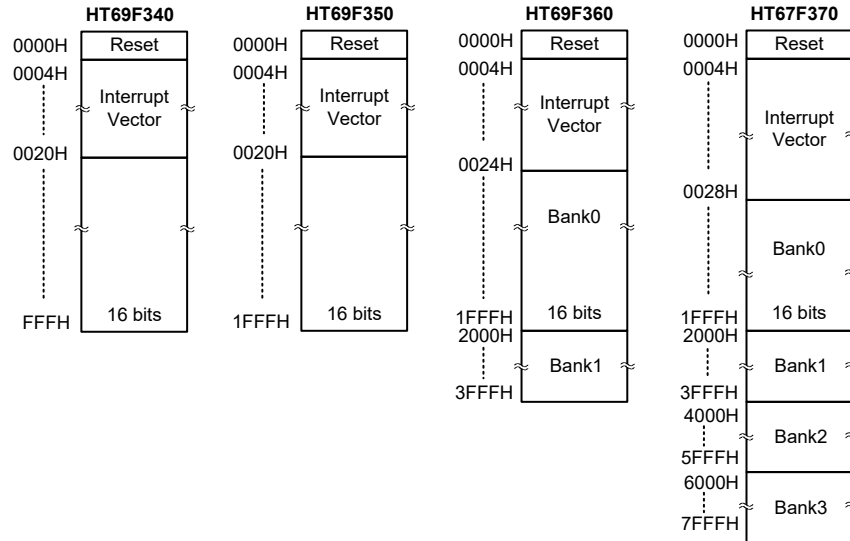 HT69F340
0000H
Reset
0004H
Interrupt
Vector
0020H
FFFH
16 bits
HT69F350
0000H
Reset
0004H
Interrupt
Vector
0020H
1FFFH
16 bits
HT69F360
0000H
Reset
0004H
Interrupt
Vector
0024H
Bank0
1FFFH
16 bits
2000H
Bank1
3FFFH
HT67F370
0000H
Reset
0004H
Interrupt
Vector
0028H
Bank0
1FFFH
16 bits
2000H
Bank1
3FFFH
4000H
Bank2
5FFFH
6000H
Bank3
7FFFH